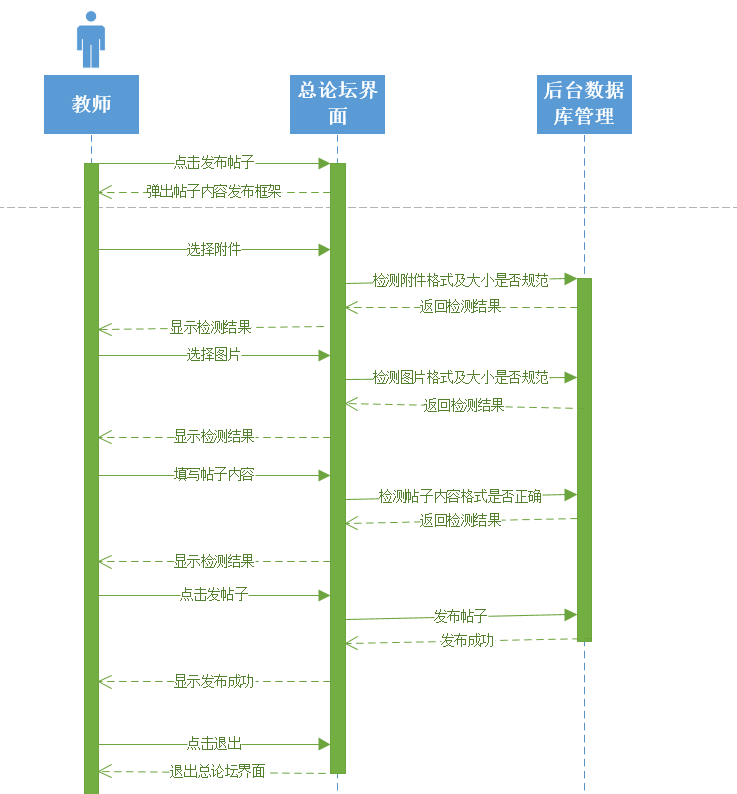 教师
总论坛界
面
后台数据
库管理
点击发布帖子
弹出帖子内容发布框架
选择附件
检测附件格式及大小是否规范
返回检测结果
显示检测结果
选择图片
检测图片格式及大小是否规范
返回检测结果
显示检测结果
填写帖子内容
检测帖子内容格式是否正确
返回检测结果
显示检测结果
点击发帖子
发布帖子
发布成功
显示发布成功
点击退出
退出总论坛界面